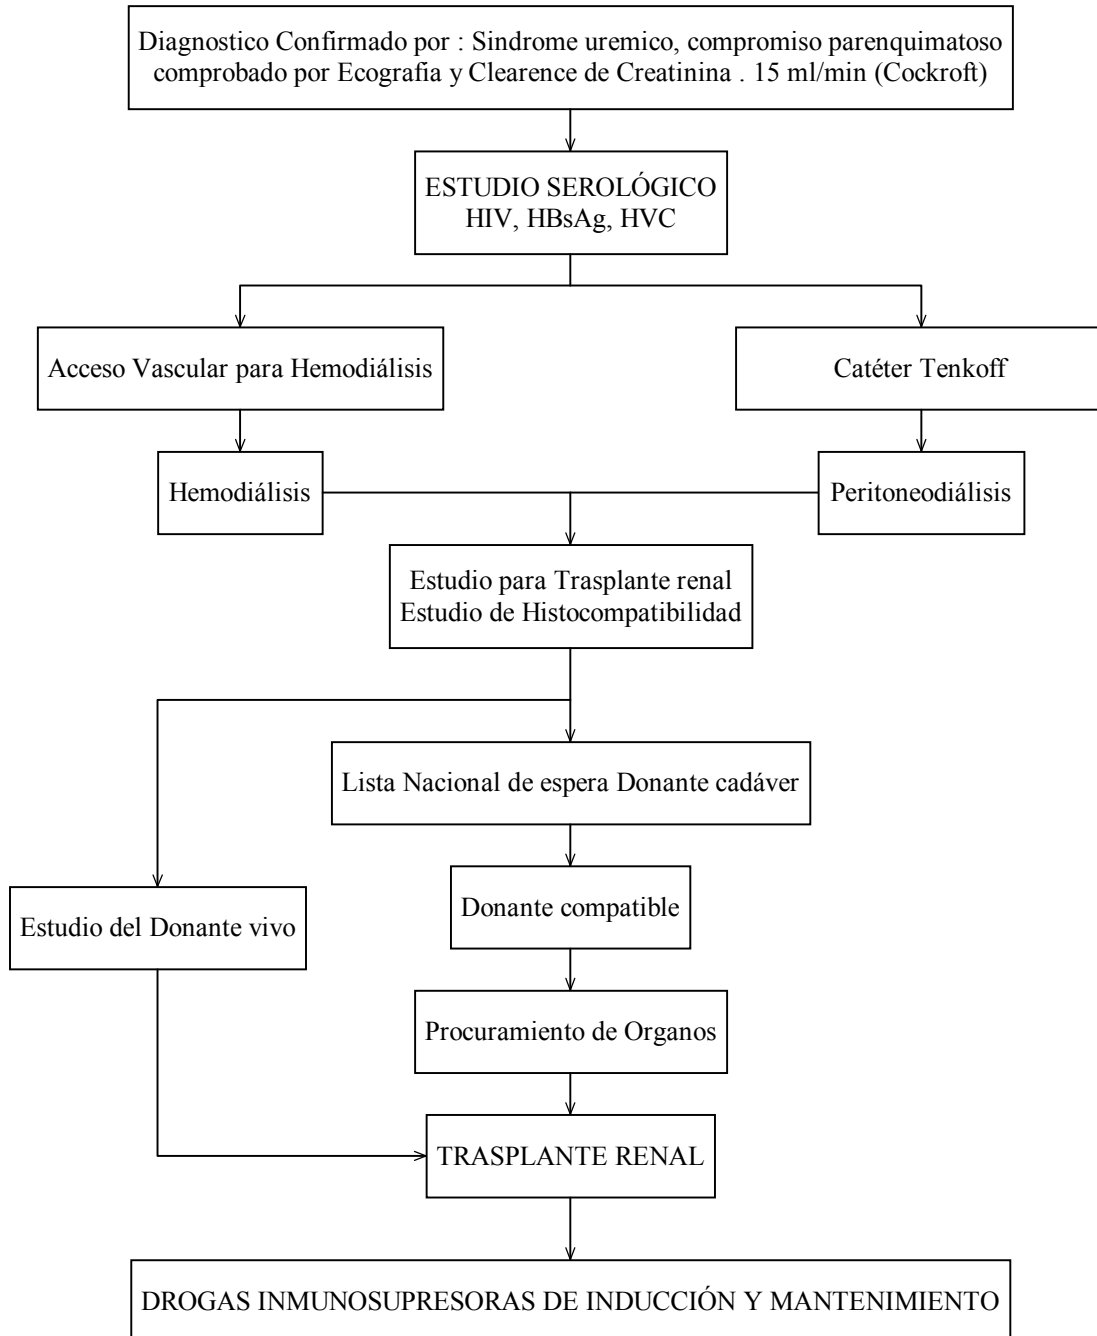 Diagnostico Confirmado por : Sindrome uremico, compromiso parenquimatoso
comprobado por Ecografia y Clearence de Creatinina . 15 ml/min (Cockroft)
ESTUDIO SEROLÓGICO
HIV, HBsAg, HVC
Acceso Vascular para Hemodiálisis
Catéter Tenkoff
Hemodiálisis
Peritoneodiálisis
Estudio para Trasplante renal
Estudio de Histocompatibilidad
Lista Nacional de espera Donante cadáver
Estudio del Donante vivo
Donante compatible
Procuramiento de Organos
TRASPLANTE RENAL
DROGAS INMUNOSUPRESORAS DE INDUCCIÓN Y MANTENIMIENTO